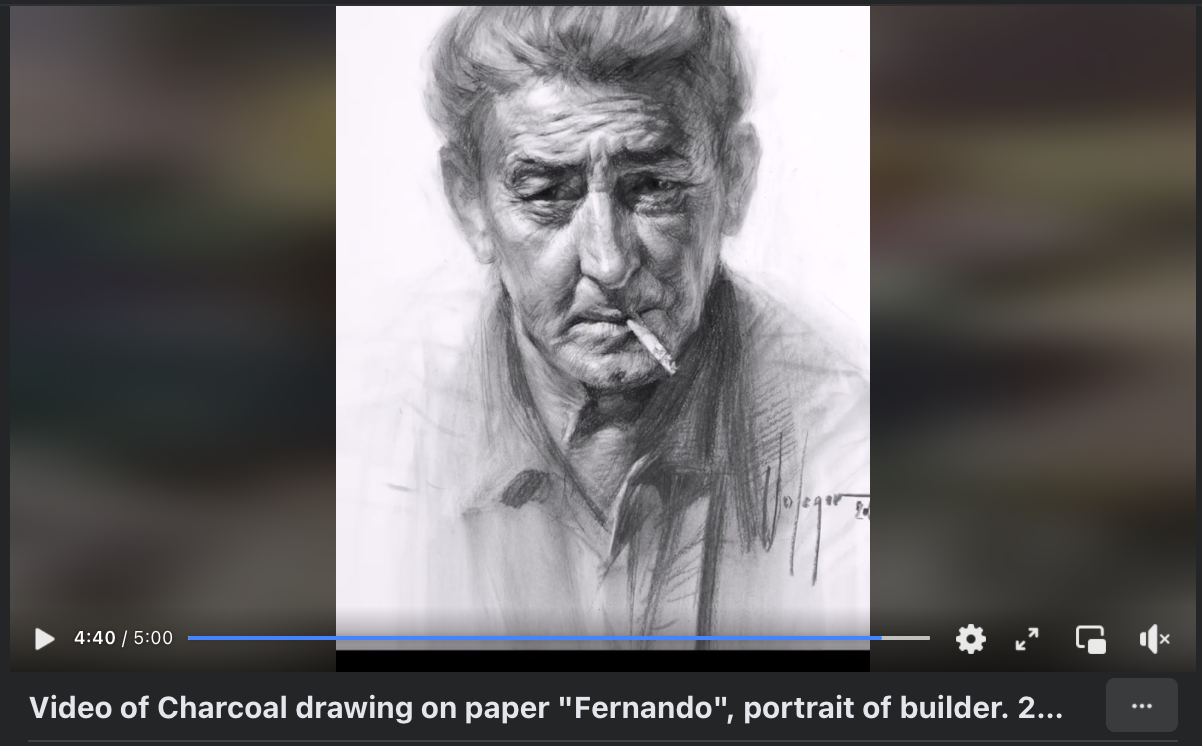 4:40 / 5:00
Video of Charcoal drawing on paper "Fernando", portrait of builder. 2...